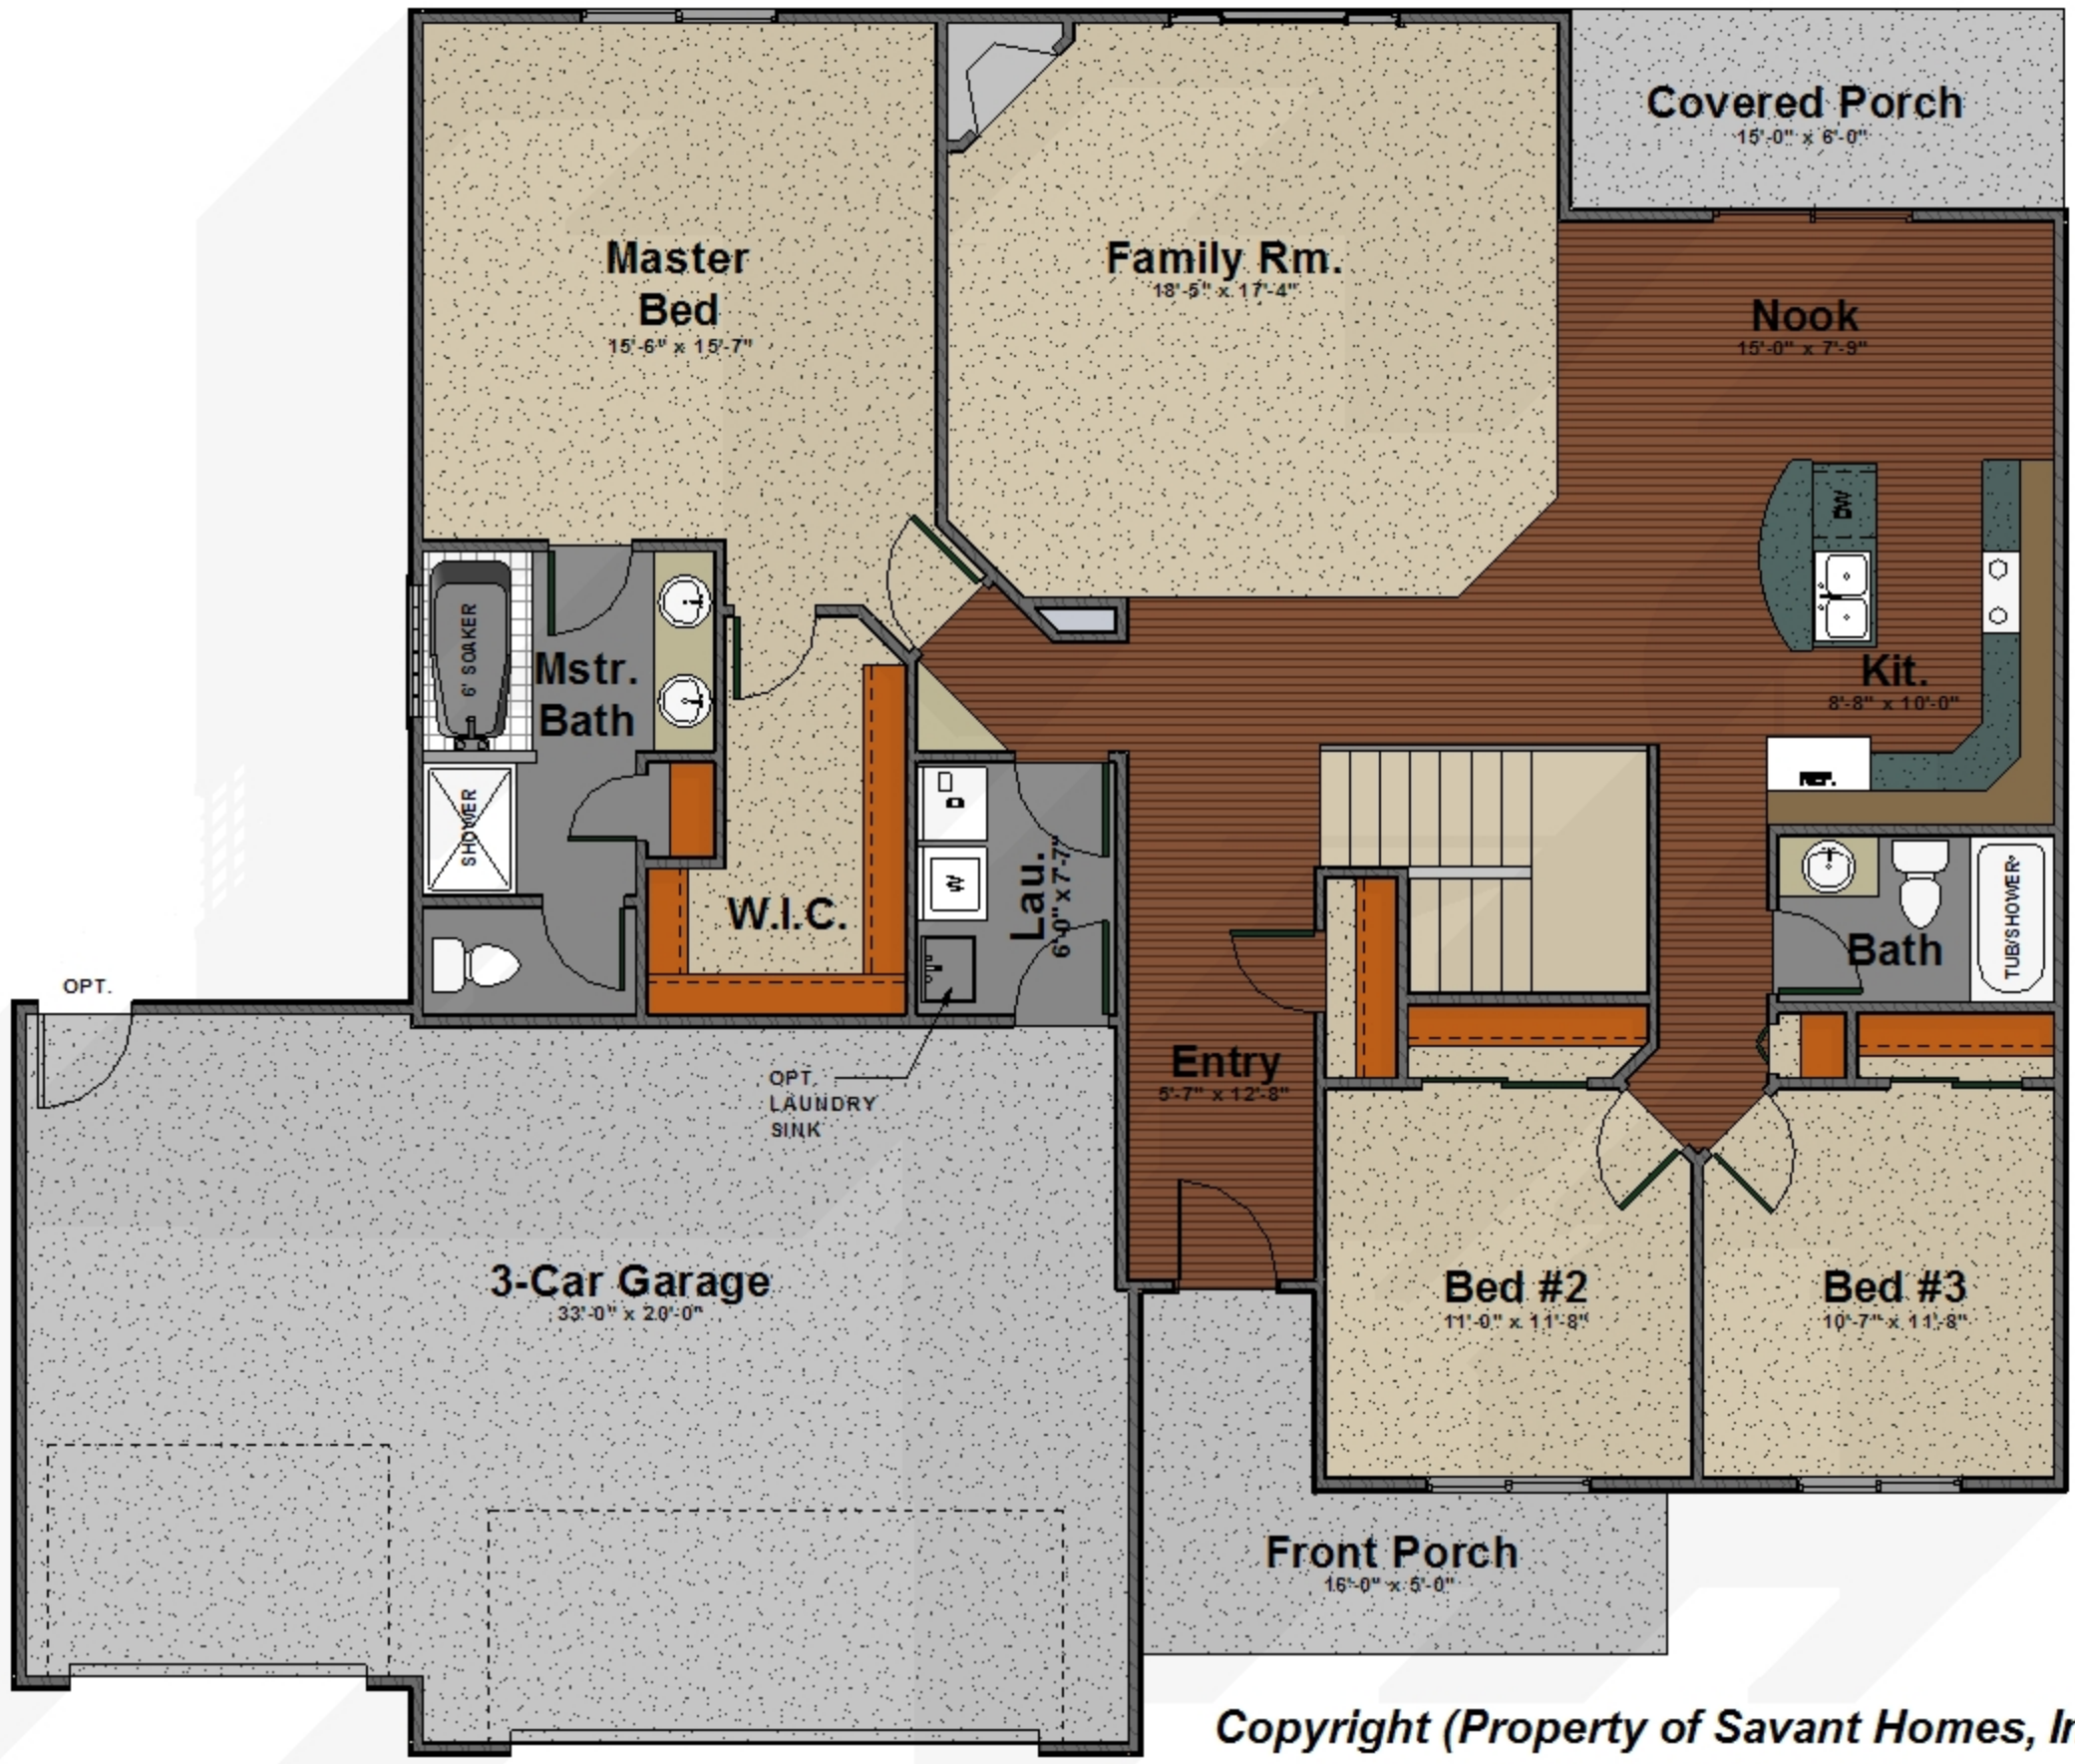 Covered Porch
15'-0" x 6'-0"
Master
Bed
15'-6" x 15'-7"
Family Rm.
18'-5" x 17'-4"
Nook
15'-0" x 7'-9"
DW
6' SOAKER
Mstr.
Bath
Kit.
8'-8" x 10'-0"
REF.
SHOWER
D
W
Lau.
6'-0" x 7'-7"
W.I.C.
Bath
TUB/SHOWER
OPT.
OPT.
LAUNDRY
SINK
Entry
5'-7" x 12'-8"
3-Car Garage
33'-0" x 20'-0"
Bed #2
11'-0" x 11'-8"
Bed #3
10'-7" x 11'-8"
Front Porch
16'-0" x 5'-0"
Copyright (Property of Savant Homes, In